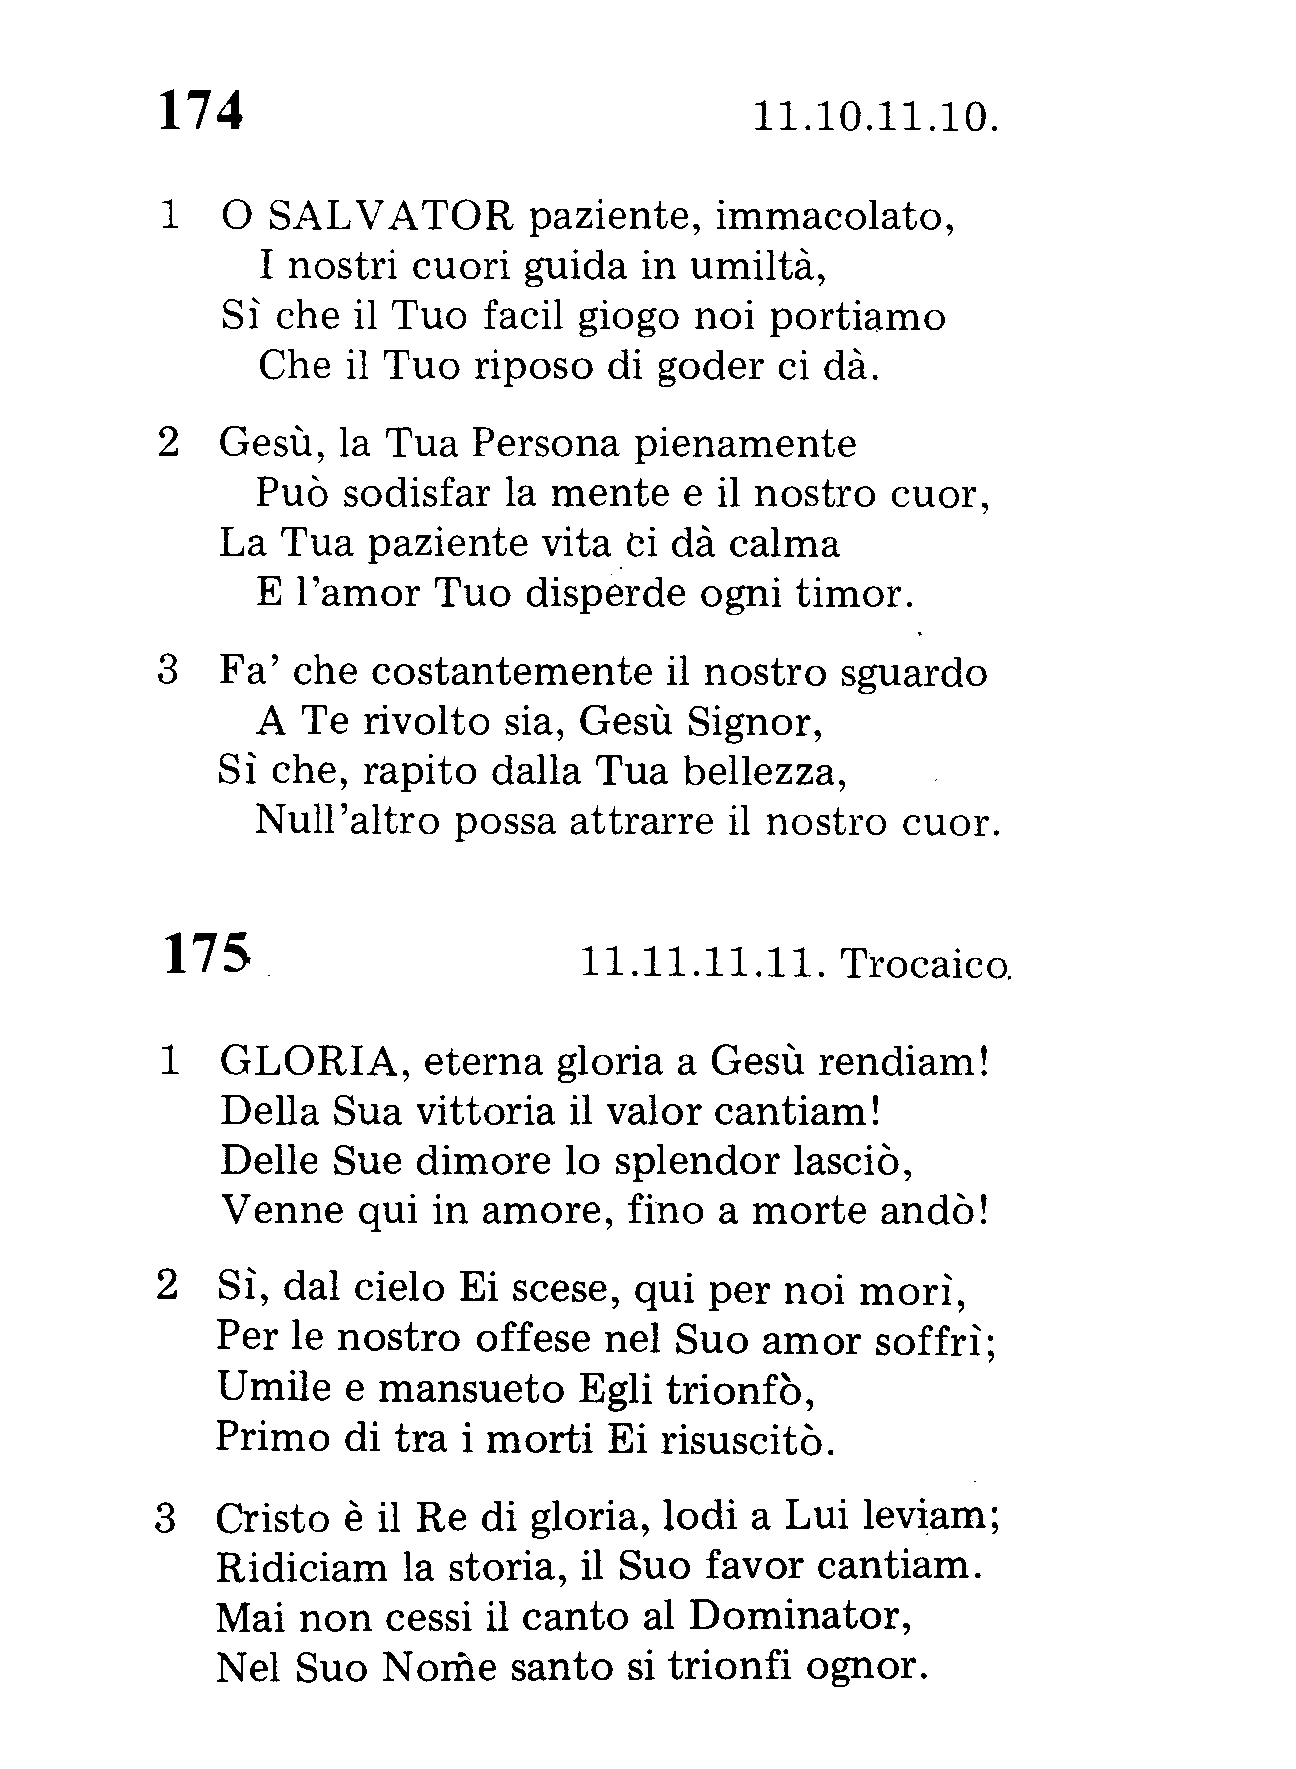 174 11.10.11.10.
1 O SALVATOR paziente, immacolato,
I nostri cuori guida in umiltà,
Sì che il Tuo facil giogo noi portiamo
Che il Tuo riposo di goder ci dà.
2 Gesù, la Tua Persona pienamente
Può sodisfar la mente e il nostro cuor,
La Tua paziente vita ci dà calma
E l'amor Tuo disperde ogni timor.
3 Fa' che costantemente il nostro sguardo
A Te rivolto sia, Gesù Signor,
Sì che, rapito dalla Tua bellezza,
Null'altro possa attrarre il nostro cuor.
175 11.11.11.11. Trocaico.
1 GLORIA, eterna gloria a Gesù rendiam!
Della Sua vittoria il valor cantiam!
Delle Sue dimore lo splendor lasciò,
Venne qui in amore, fino a morte andò!
2 Sì, dal cielo Ei scese, qui per noi morì,
Per le nostro offese nel Suo amor soffrì;
Umile e mansueto Egli trionfò,
Primo di tra i morti Ei risuscitò.
3 Cristo è il Re di gloria, lodi a Lui leviam;
Ridiciam la storia, il Suo favor cantiam.
Mai non cessi il canto al Dominator,
Nel Suo Nome santo si trionfi ognor.